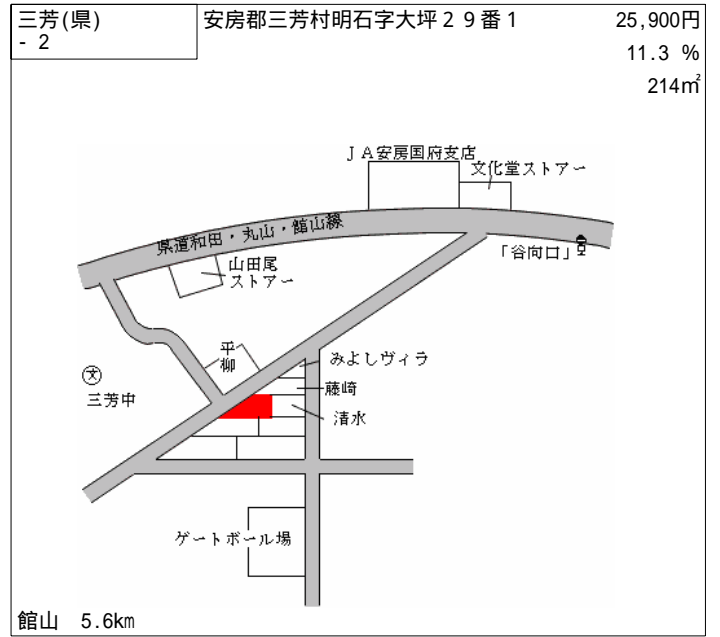 三芳(県)
- 2
安房郡三芳村明石字大坪２９番１
25,900円
11.3 %
214㎡
ＪＡ安房国府支店
文化堂ストアー
県道和田・丸山・館山線
「谷向口」
山田尾
ストアー
平柳
みよしヴィラ
藤崎
清水
文
三芳中
ゲートボール場
館山 5.6km